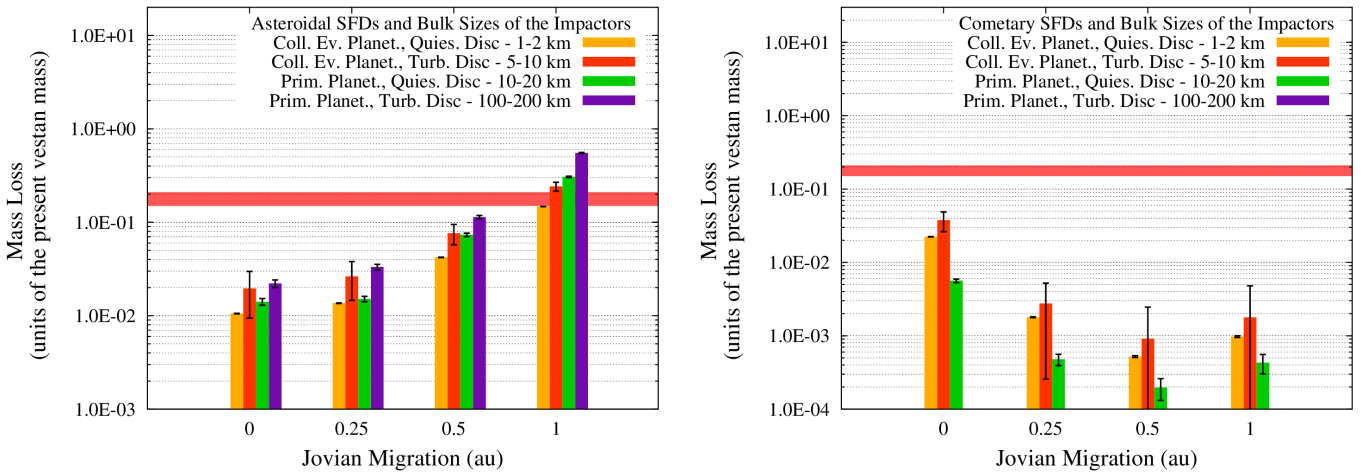 Asteroidal SFDs and Bulk Sizes of the Impactors
Coll. Ev. Planet., Quies. Disc - 1-2 km
Coll. Ev. Planet., Turb. Disc - 5-10 km
Prim. Planet., Quies. Disc - 10-20 km
Prim. Planet., Turb. Disc - 100-200 km
1.0E+01
1.0E+00
1.0E-01
1.0E-02
1.0E-03
Mass Loss
(units of the present vestan mass)
0 0.25 0.5 1
Jovian Migration (au)
Cometary SFDs and Bulk Sizes of the Impactors
Coll. Ev. Planet., Quies. Disc - 1-2 km
Coll. Ev. Planet., Turb. Disc - 5-10 km
Prim. Planet., Quies. Disc - 10-20 km
Prim. Planet., Turb. Disc - 100-200 km
1.0E+01
1.0E+00
1.0E-01
1.0E-02
1.0E-03
1.0E-04
Mass Loss
(units of the present vestan mass)
0 0.25 0.5 1
Jovian Migration (au)